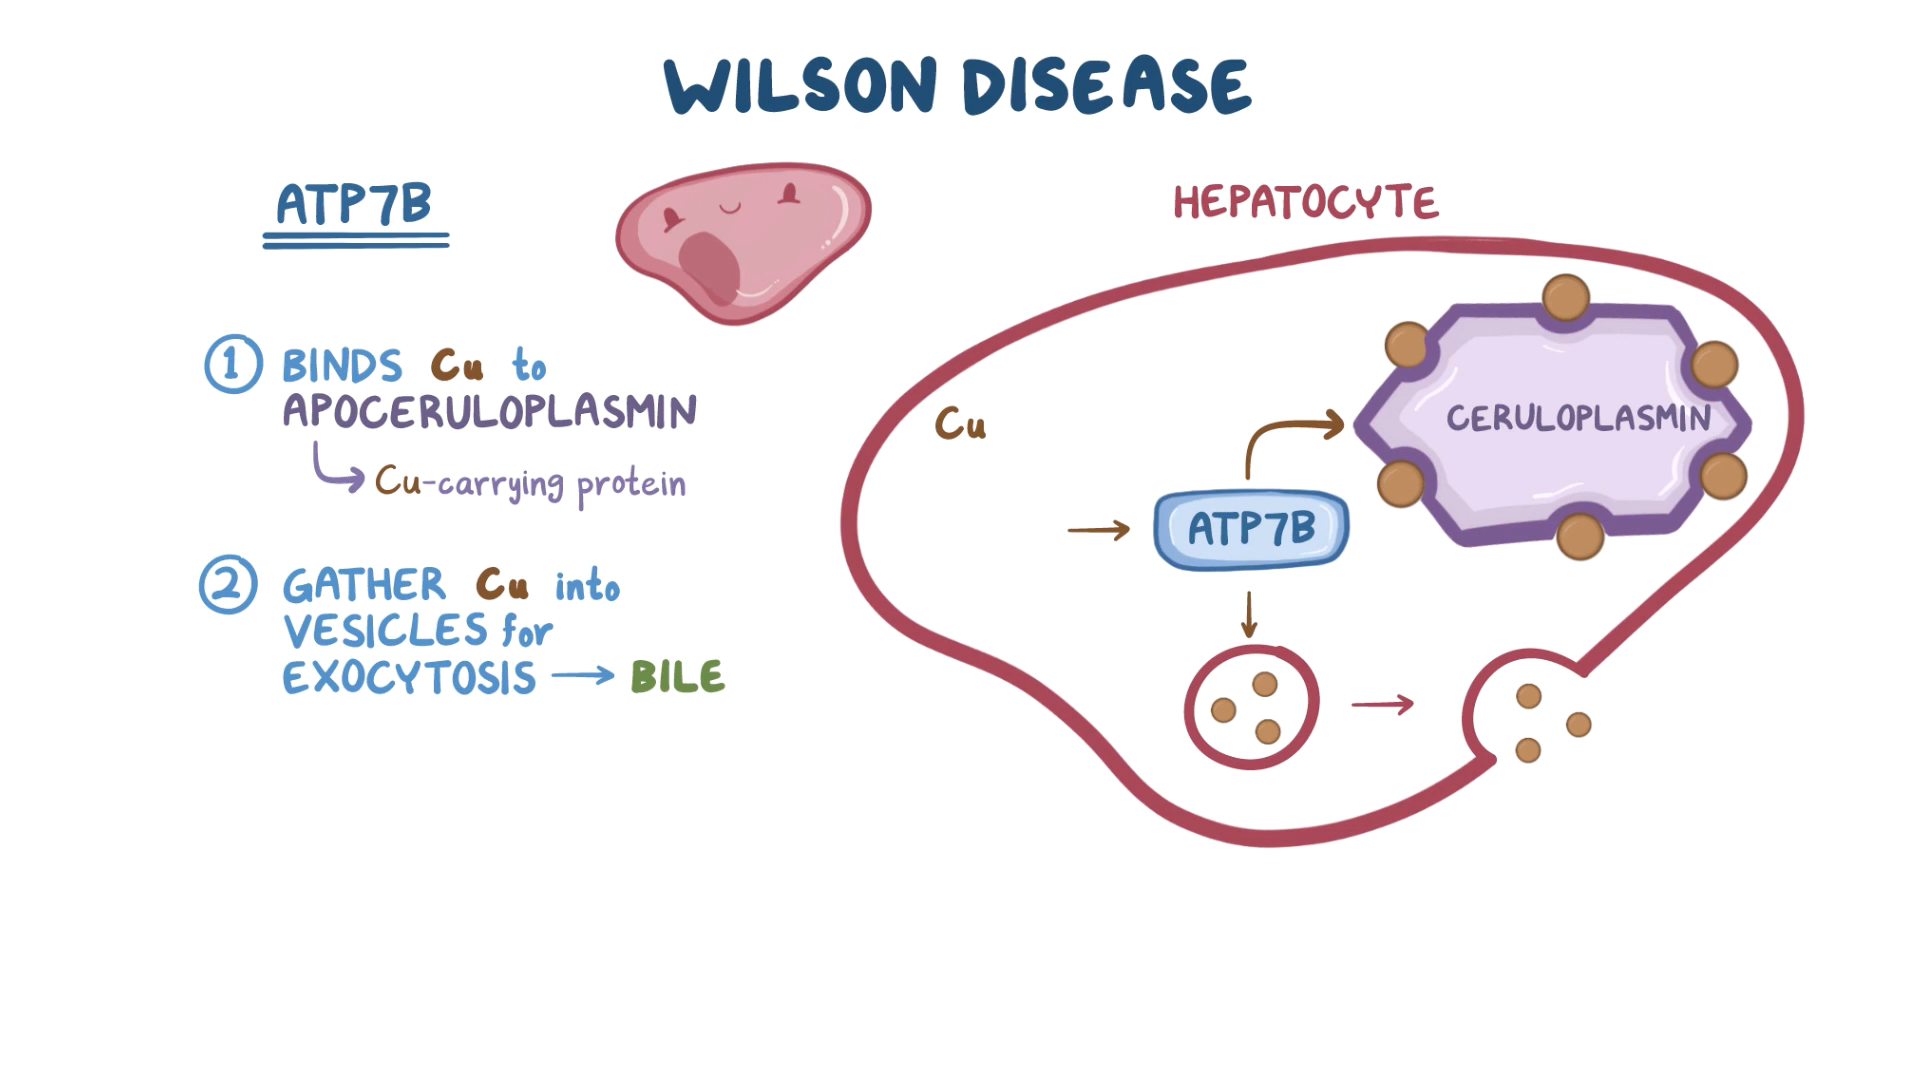 WILSON DISEASE
ATP7B
1 BINDS Cu to
APOCERULOPLASMIN
Cu-carrying protein
2 GATHER Cu into
VESICLES for
EXOCYTOSIS → BILE
HEPATOCYTE
Cu
CERULOPLASMIN
ATP7B